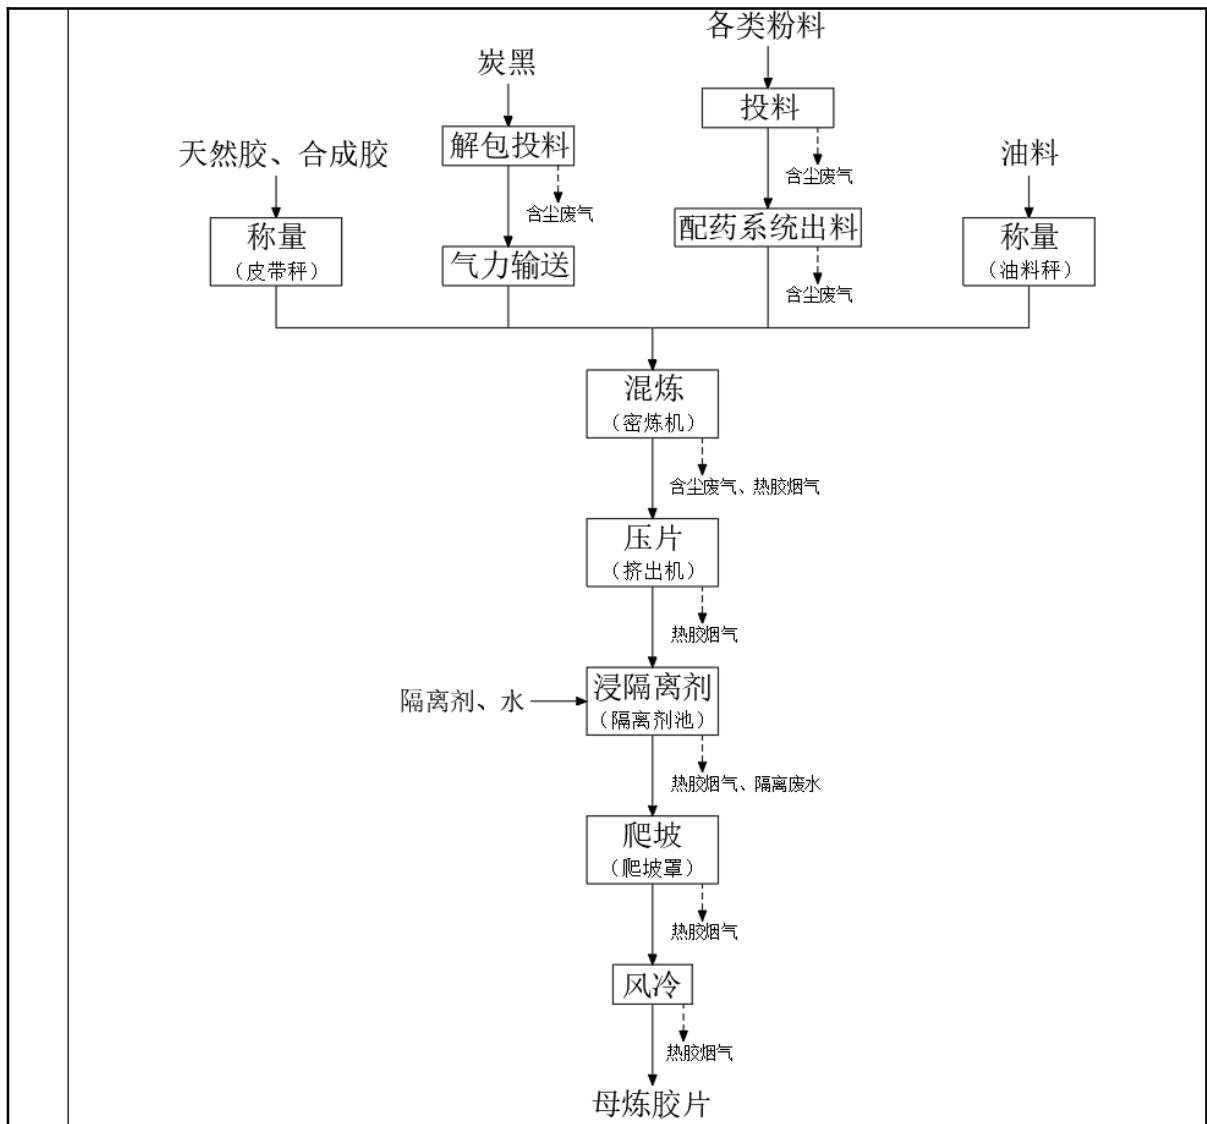 各类粉料
炭黑
投料
解包投料
天然胶、合成胶
油料
含尘废气
含尘废气
称量
（皮带秤）
气力输送
配药系统出料
称量
（油料秤）
含尘废气
混炼
（密炼机）
含尘废气、热胶烟气
压片
（挤出机）
热胶烟气
隔离剂、水
浸隔离剂
（隔离剂池）
热胶烟气、隔离废水
爬坡
（爬坡罩）
热胶烟气
风冷
热胶烟气
母炼胶片